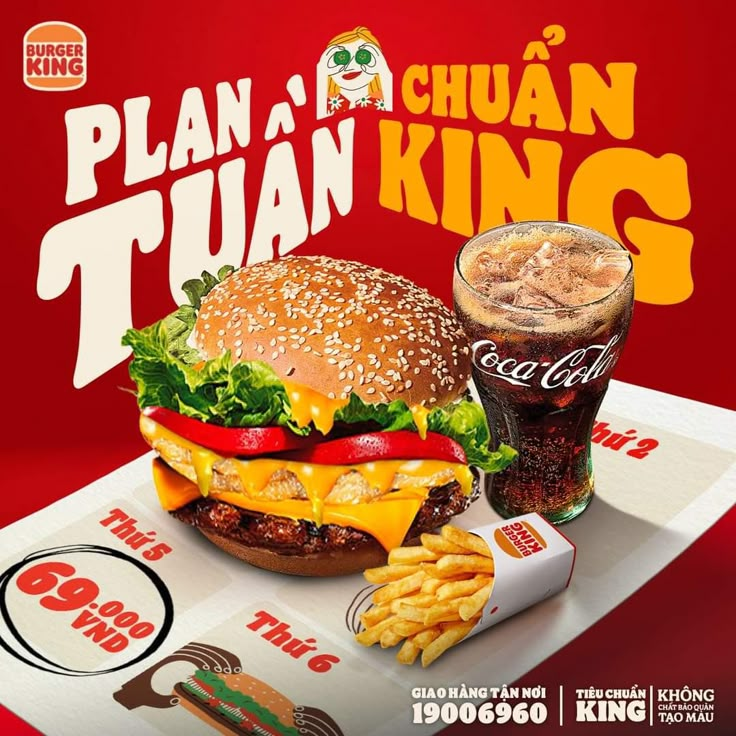 BURGER
KING
PLAN CHUẨN
TUẦN KING
Coca-Cola
Thứ 2
Thứ 5
69.000
VND
BURGER
KING
Thứ 6
GIAO HÀNG TẬN NƠI
19006960
TIÊU CHUẨN
KING
KHÔNG
CHẤT BẢO QUẢN
TẠO MÀU